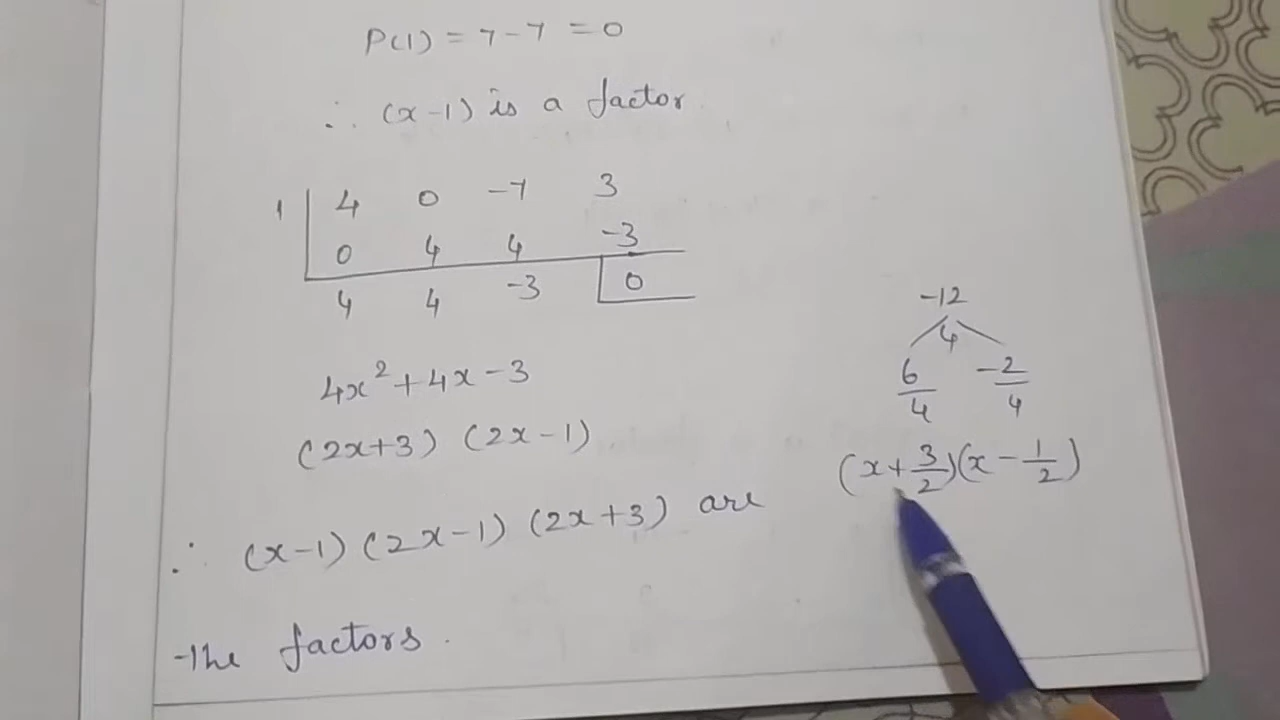 P(1) = 7-7 = 0
∴ (x-1) is a factor
1 | 4 0 -7 3
0 4 4 -3
4 4 -3 | 0
4x² + 4x - 3
(2x+3) (2x-1)
∴ (x-1) (2x-1) (2x+3) are
the factors.
-12
4
6/4 -2/4
(x + 3/2)(x - 1/2)